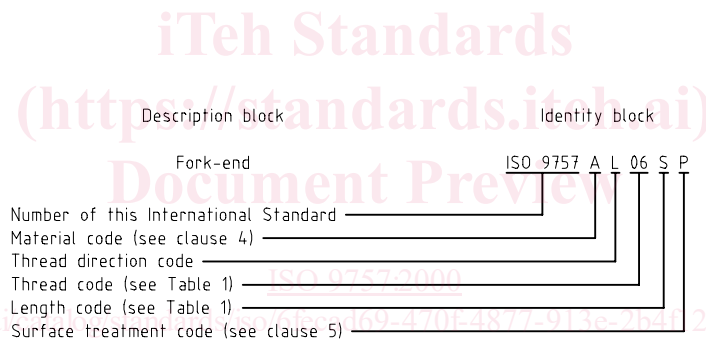 iTeh Standards
(https://standards.iteh.ai)
Document Preview
Description block Identity block
Fork-end ISO 9757 A L 06 S P
Number of this International Standard
Material code (see clause 4)
Thread direction code
Thread code (see Table 1)
ISO 9757:2000
Length code (see Table 1)
Surface treatment code (see clause 5)